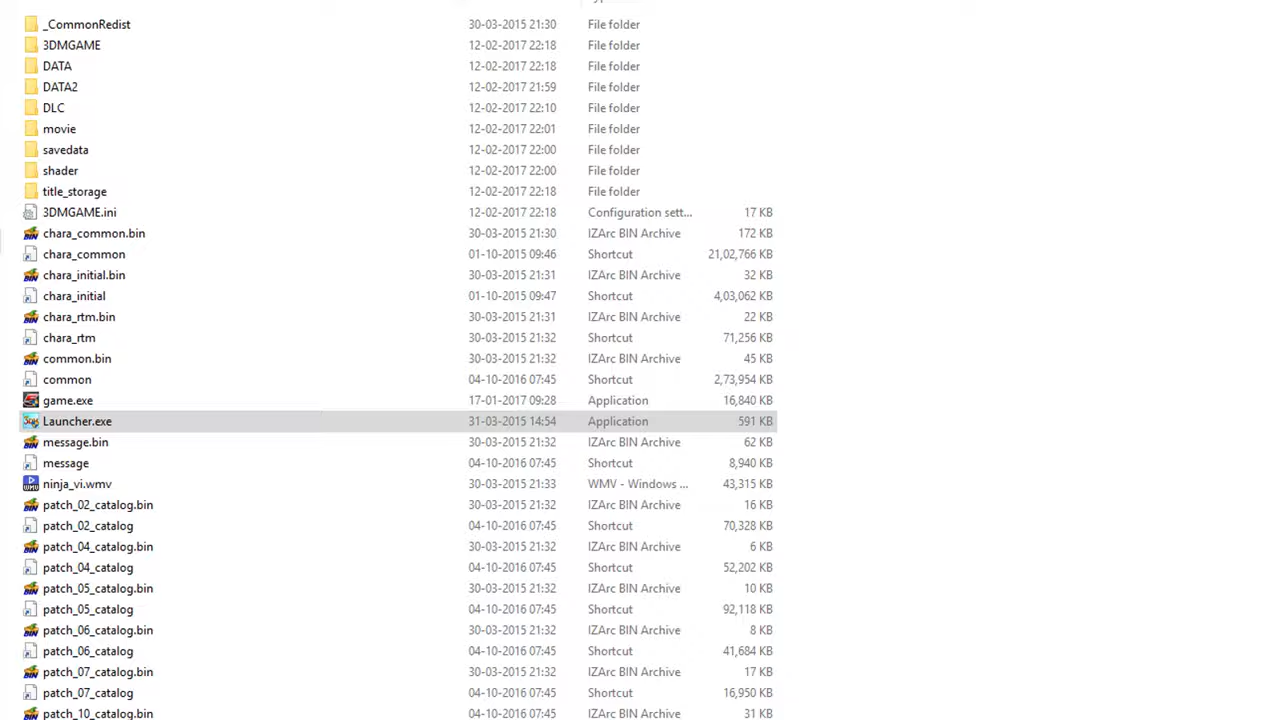 _CommonRedist 30-03-2015 21:30 File folder
3DMGAME 12-02-2017 22:18 File folder
DATA 12-02-2017 22:18 File folder
DATA2 12-02-2017 21:59 File folder
DLC 12-02-2017 22:10 File folder
movie 12-02-2017 22:01 File folder
savedata 12-02-2017 22:00 File folder
shader 12-02-2017 22:00 File folder
title_storage 12-02-2017 22:18 File folder
3DMGAME.ini 12-02-2017 22:18 Configuration sett... 17 KB
chara_common.bin 30-03-2015 21:30 IZArc BIN Archive 172 KB
chara_common 01-10-2015 09:46 Shortcut 21,02,766 KB
chara_initial.bin 30-03-2015 21:31 IZArc BIN Archive 32 KB
chara_initial 01-10-2015 09:47 Shortcut 4,03,062 KB
chara_rtm.bin 30-03-2015 21:31 IZArc BIN Archive 22 KB
chara_rtm 30-03-2015 21:32 Shortcut 71,256 KB
common.bin 30-03-2015 21:32 IZArc BIN Archive 45 KB
common 04-10-2016 07:45 Shortcut 2,73,954 KB
game.exe 17-01-2017 09:28 Application 16,840 KB
Launcher.exe 31-03-2015 14:54 Application 591 KB
message.bin 30-03-2015 21:32 IZArc BIN Archive 62 KB
message 04-10-2016 07:45 Shortcut 8,940 KB
ninja_vi.wmv 30-03-2015 21:33 WMV - Windows ... 43,315 KB
patch_02_catalog.bin 30-03-2015 21:32 IZArc BIN Archive 16 KB
patch_02_catalog 04-10-2016 07:45 Shortcut 70,328 KB
patch_04_catalog.bin 30-03-2015 21:32 IZArc BIN Archive 6 KB
patch_04_catalog 04-10-2016 07:45 Shortcut 52,202 KB
patch_05_catalog.bin 30-03-2015 21:32 IZArc BIN Archive 10 KB
patch_05_catalog 04-10-2016 07:45 Shortcut 92,118 KB
patch_06_catalog.bin 30-03-2015 21:32 IZArc BIN Archive 8 KB
patch_06_catalog 04-10-2016 07:45 Shortcut 41,684 KB
patch_07_catalog.bin 30-03-2015 21:32 IZArc BIN Archive 17 KB
patch_07_catalog 04-10-2016 07:45 Shortcut 16,950 KB
patch_10_catalog.bin 30-03-2015 21:32 IZArc BIN Archive 31 KB